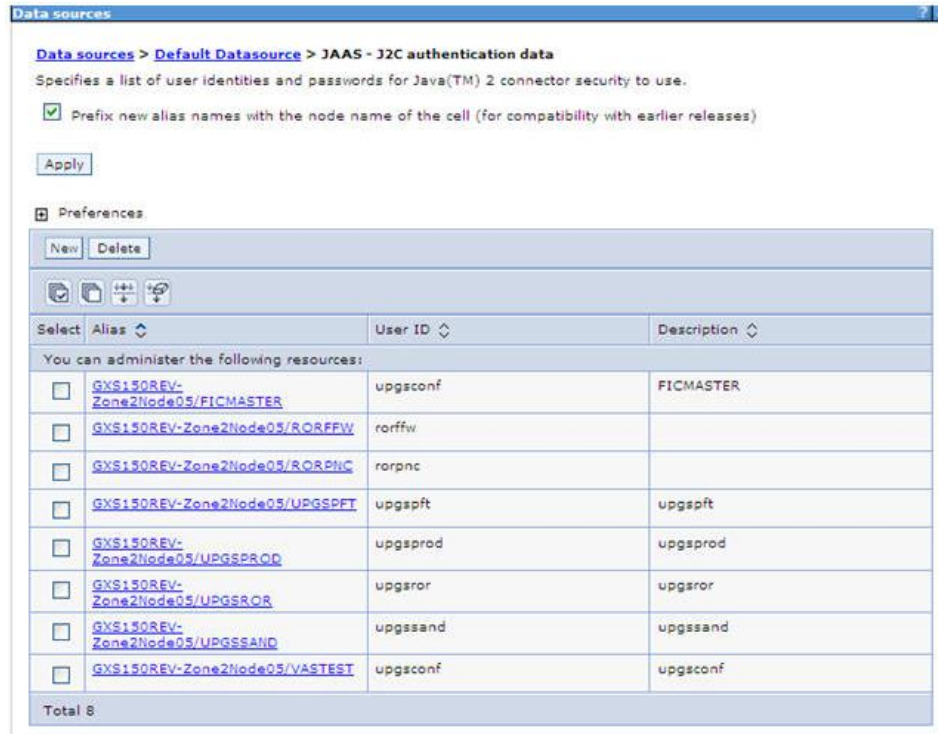 Data sources
?
Data sources > Default Datasource > JAAS - J2C authentication data
Specifies a list of user identities and passwords for Java(TM) 2 connector security to use.
Prefix new alias names with the node name of the cell (for compatibility with earlier releases)
Apply
Preferences
New Delete
Select Alias User ID Description
You can administer the following resources:
GXS150REV-
Zone2Node05/FICMASTER upgsconf FICMASTER
GXS150REV-Zone2Node05/RORFFW rorffw
GXS150REV-Zone2Node05/RORPNC rorpnc
GXS150REV-Zone2Node05/UPGSPFT upgspft upgspft
GXS150REV-
Zone2Node05/UPGSPROD upgsprod upgsprod
GXS150REV-
Zone2Node05/UPGSROR upgsror upgsror
GXS150REV-
Zone2Node05/UPGSSAND upgssand upgssand
GXS150REV-Zone2Node05/VASTEST upgsconf upgsconf
Total 8